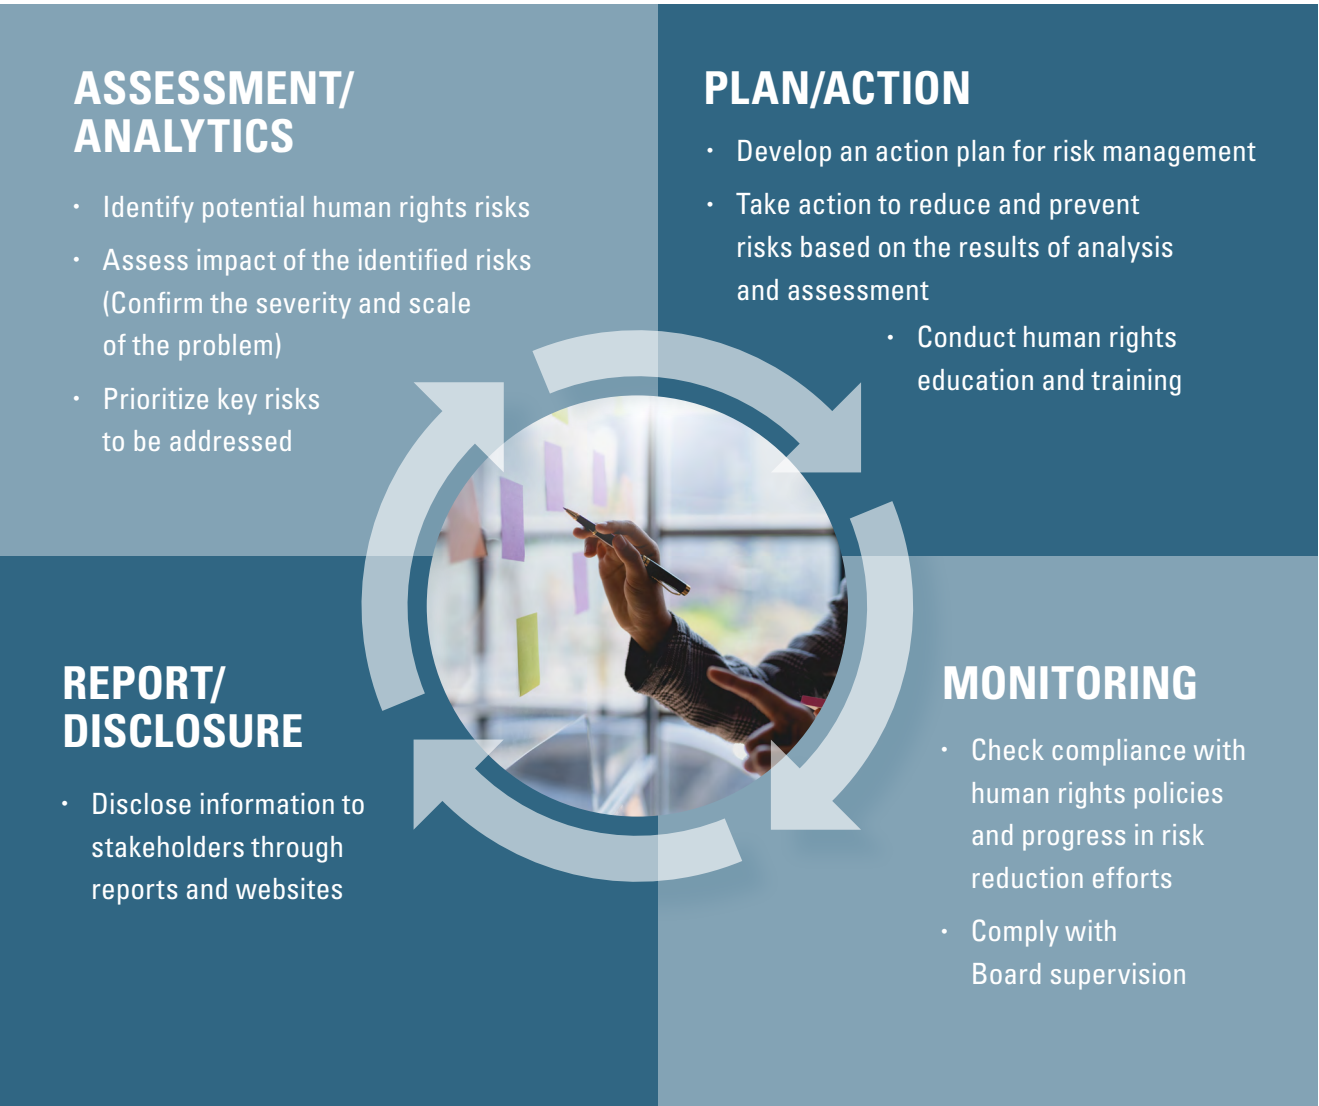 ASSESSMENT/
ANALYTICS
• Identify potential human rights risks
• Assess impact of the identified risks
(Confirm the severity and scale
of the problem)
• Prioritize key risks
to be addressed
PLAN/ACTION
• Develop an action plan for risk management
• Take action to reduce and prevent
risks based on the results of analysis
and assessment
• Conduct human rights
education and training
REPORT/
DISCLOSURE
• Disclose information to
stakeholders through
reports and websites
MONITORING
• Check compliance with
human rights policies
and progress in risk
reduction efforts
• Comply with
Board supervision